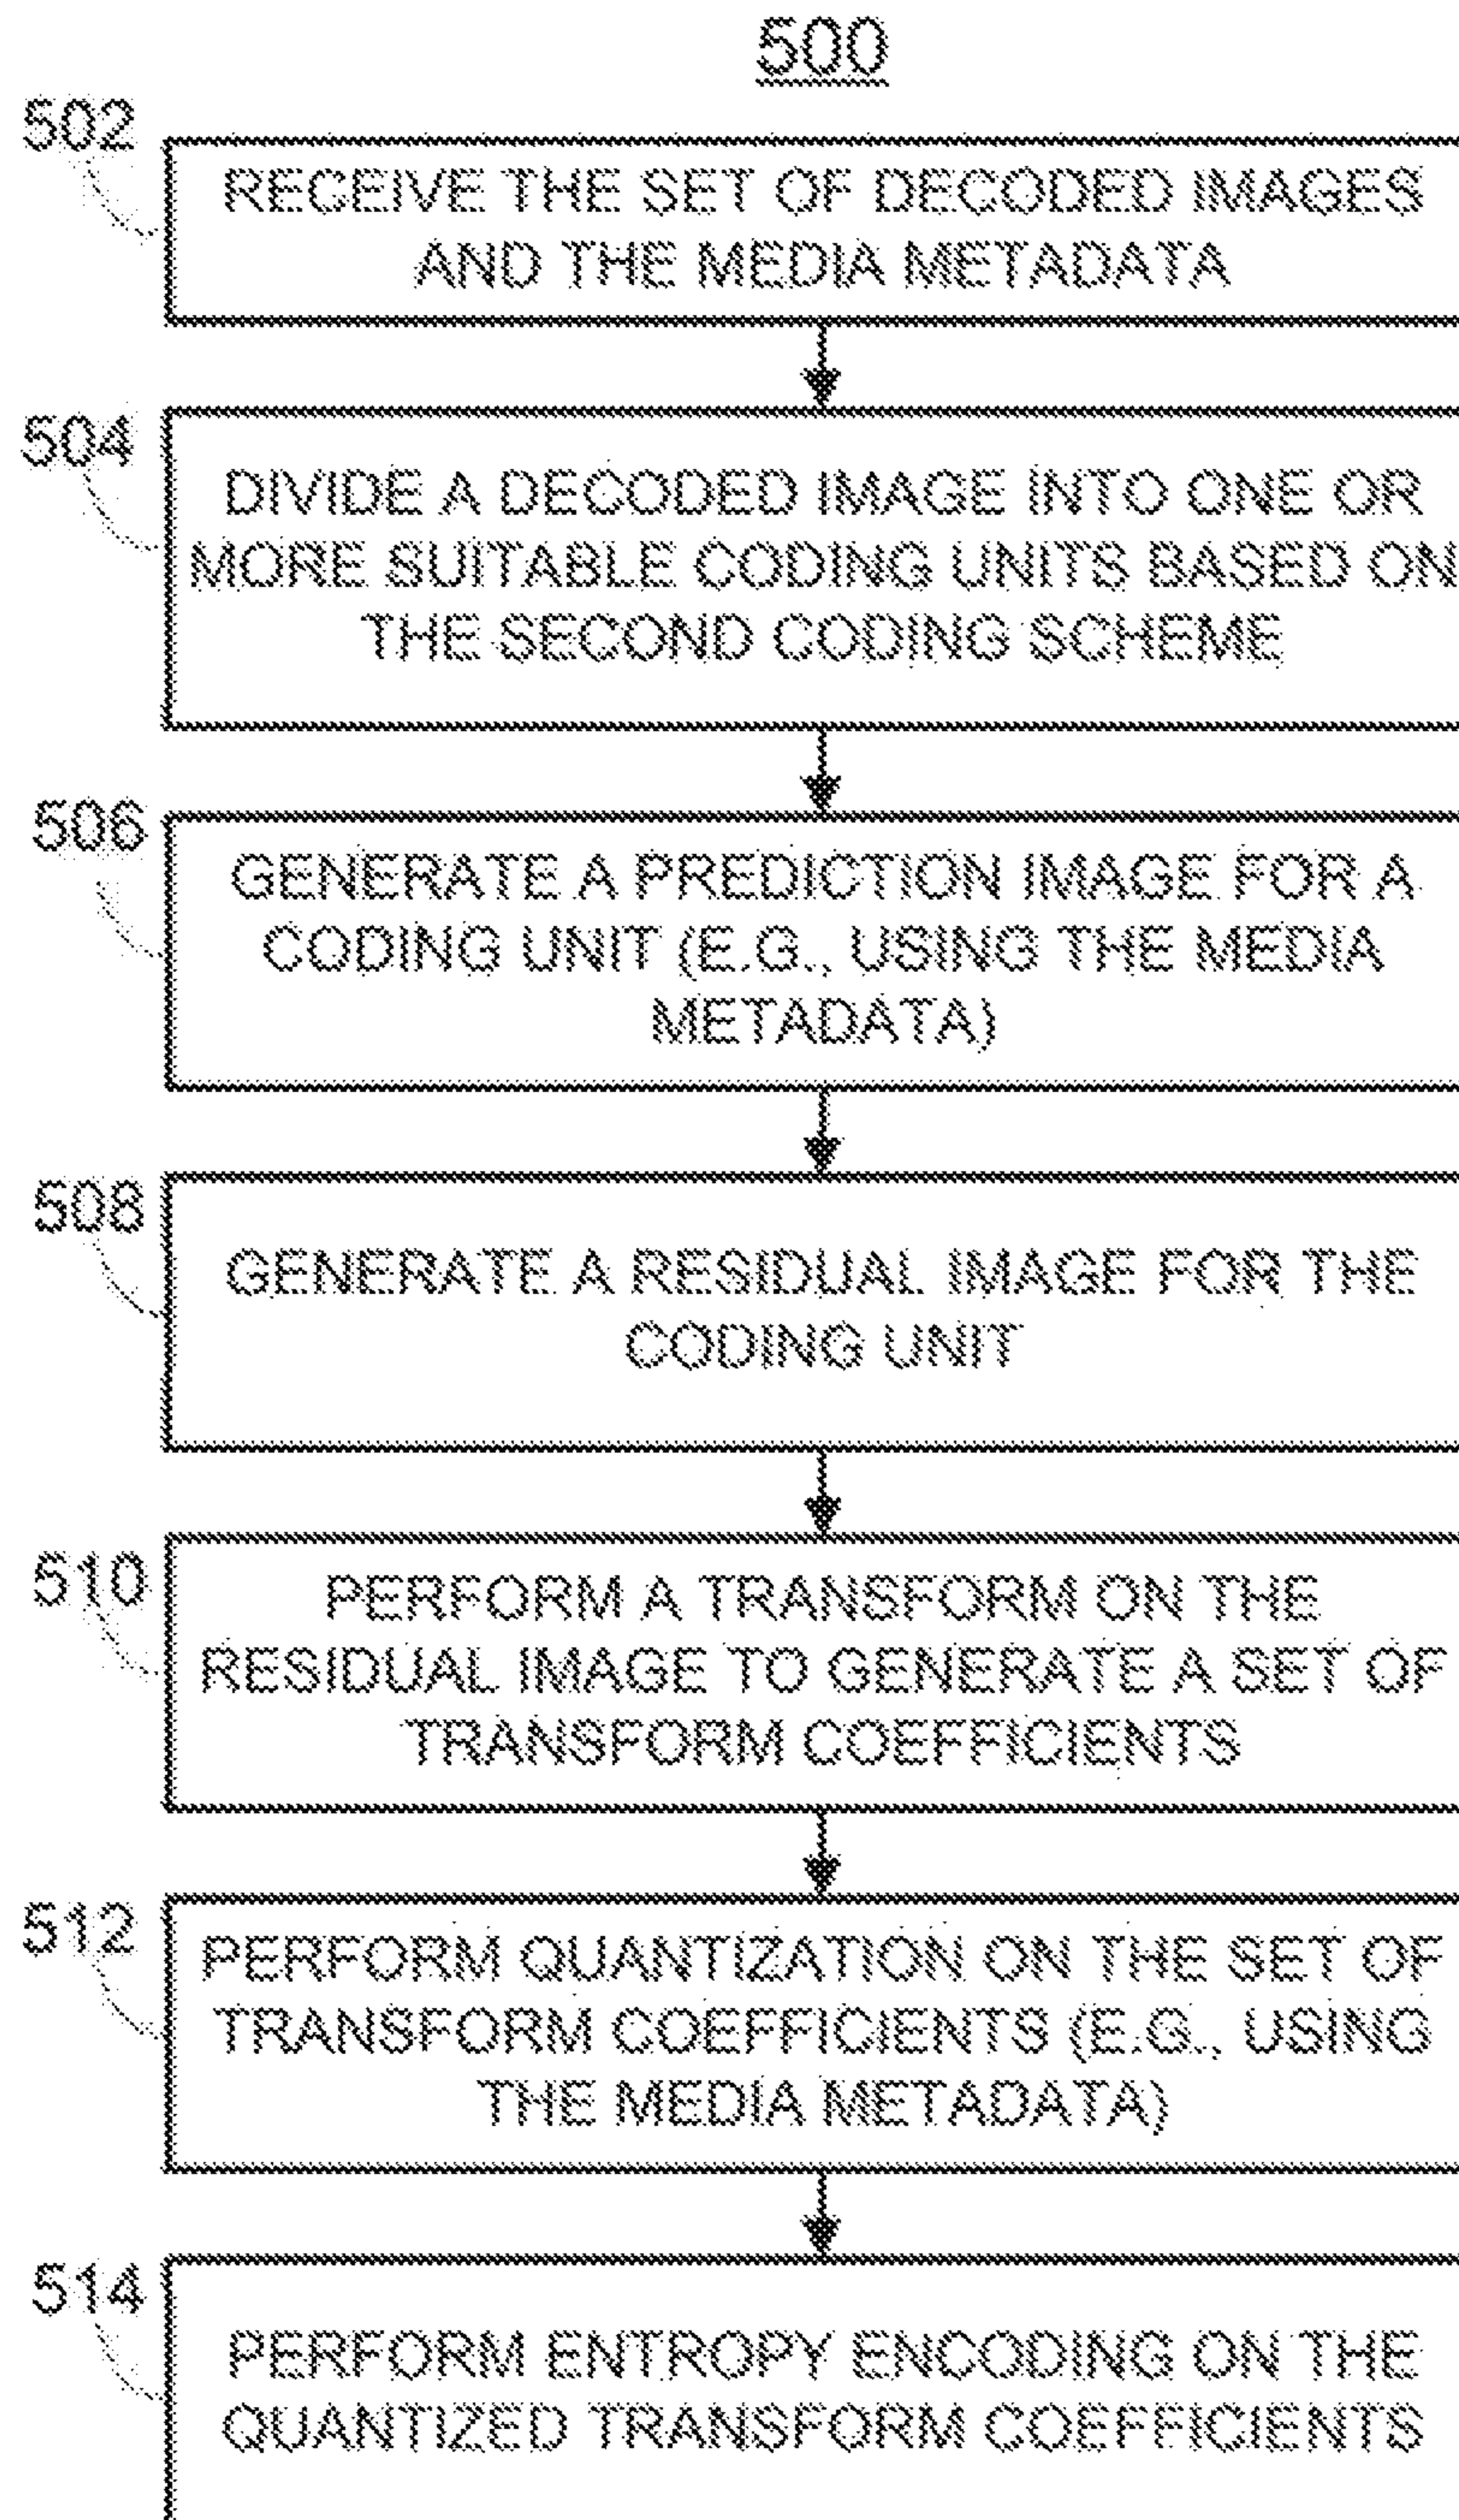 500
502
RECEIVE THE SET OF DECODED IMAGES
AND THE MEDIA METADATA
504
DIVIDE A DECODED IMAGE INTO ONE OR
MORE SUITABLE CODING UNITS BASED ON
THE SECOND CODING SCHEME
506
GENERATE A PREDICTION IMAGE FOR A
CODING UNIT (E.G., USING THE MEDIA
METADATA)
508
GENERATE A RESIDUAL IMAGE FOR THE
CODING UNIT
510
PERFORM A TRANSFORM ON THE
RESIDUAL IMAGE TO GENERATE A SET OF
TRANSFORM COEFFICIENTS
512
PERFORM QUANTIZATION ON THE SET OF
TRANSFORM COEFFICIENTS (E.G., USING
THE MEDIA METADATA)
514
PERFORM ENTROPY ENCODING ON THE
QUANTIZED TRANSFORM COEFFICIENTS